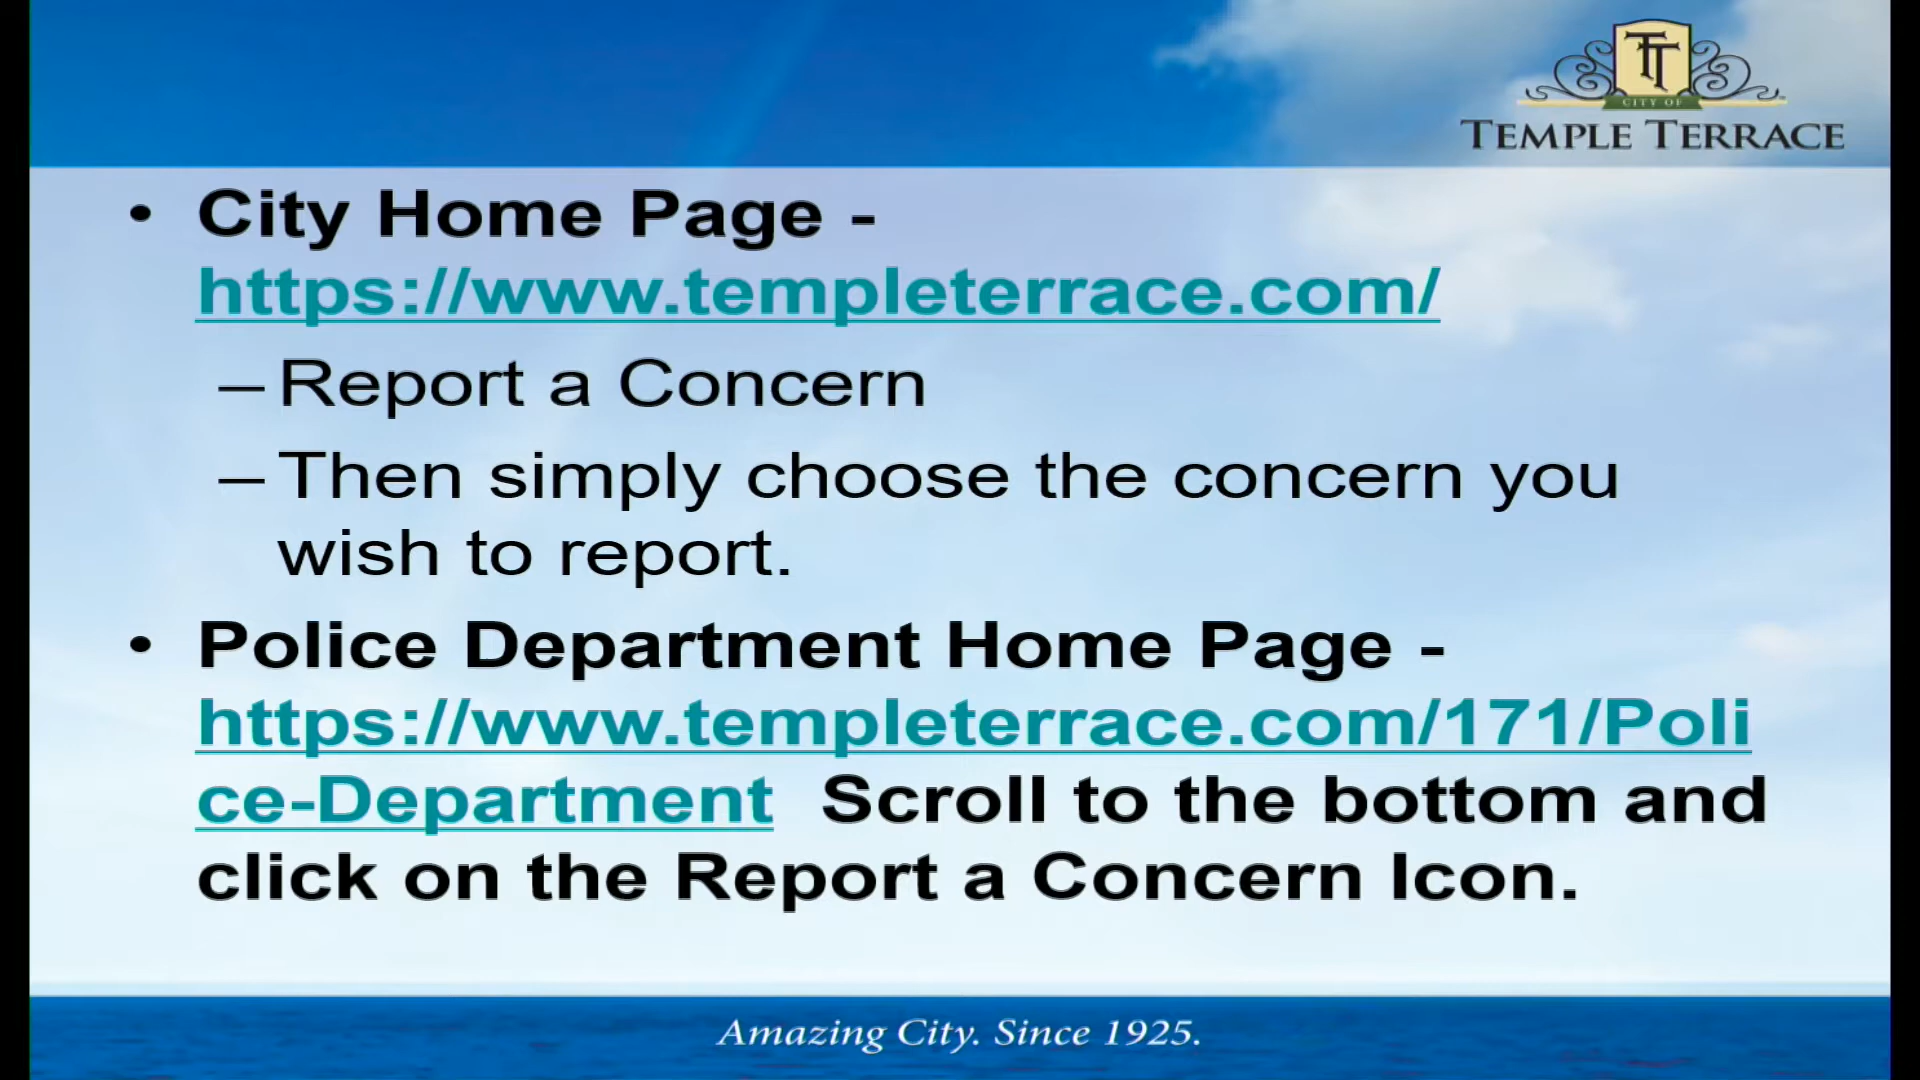 TT
CITY OF
TEMPLE TERRACE
• City Home Page -
https://www.templeterrace.com/
– Report a Concern
– Then simply choose the concern you
wish to report.
• Police Department Home Page -
https://www.templeterrace.com/171/Poli
ce-Department Scroll to the bottom and
click on the Report a Concern Icon.
Amazing City. Since 1925.